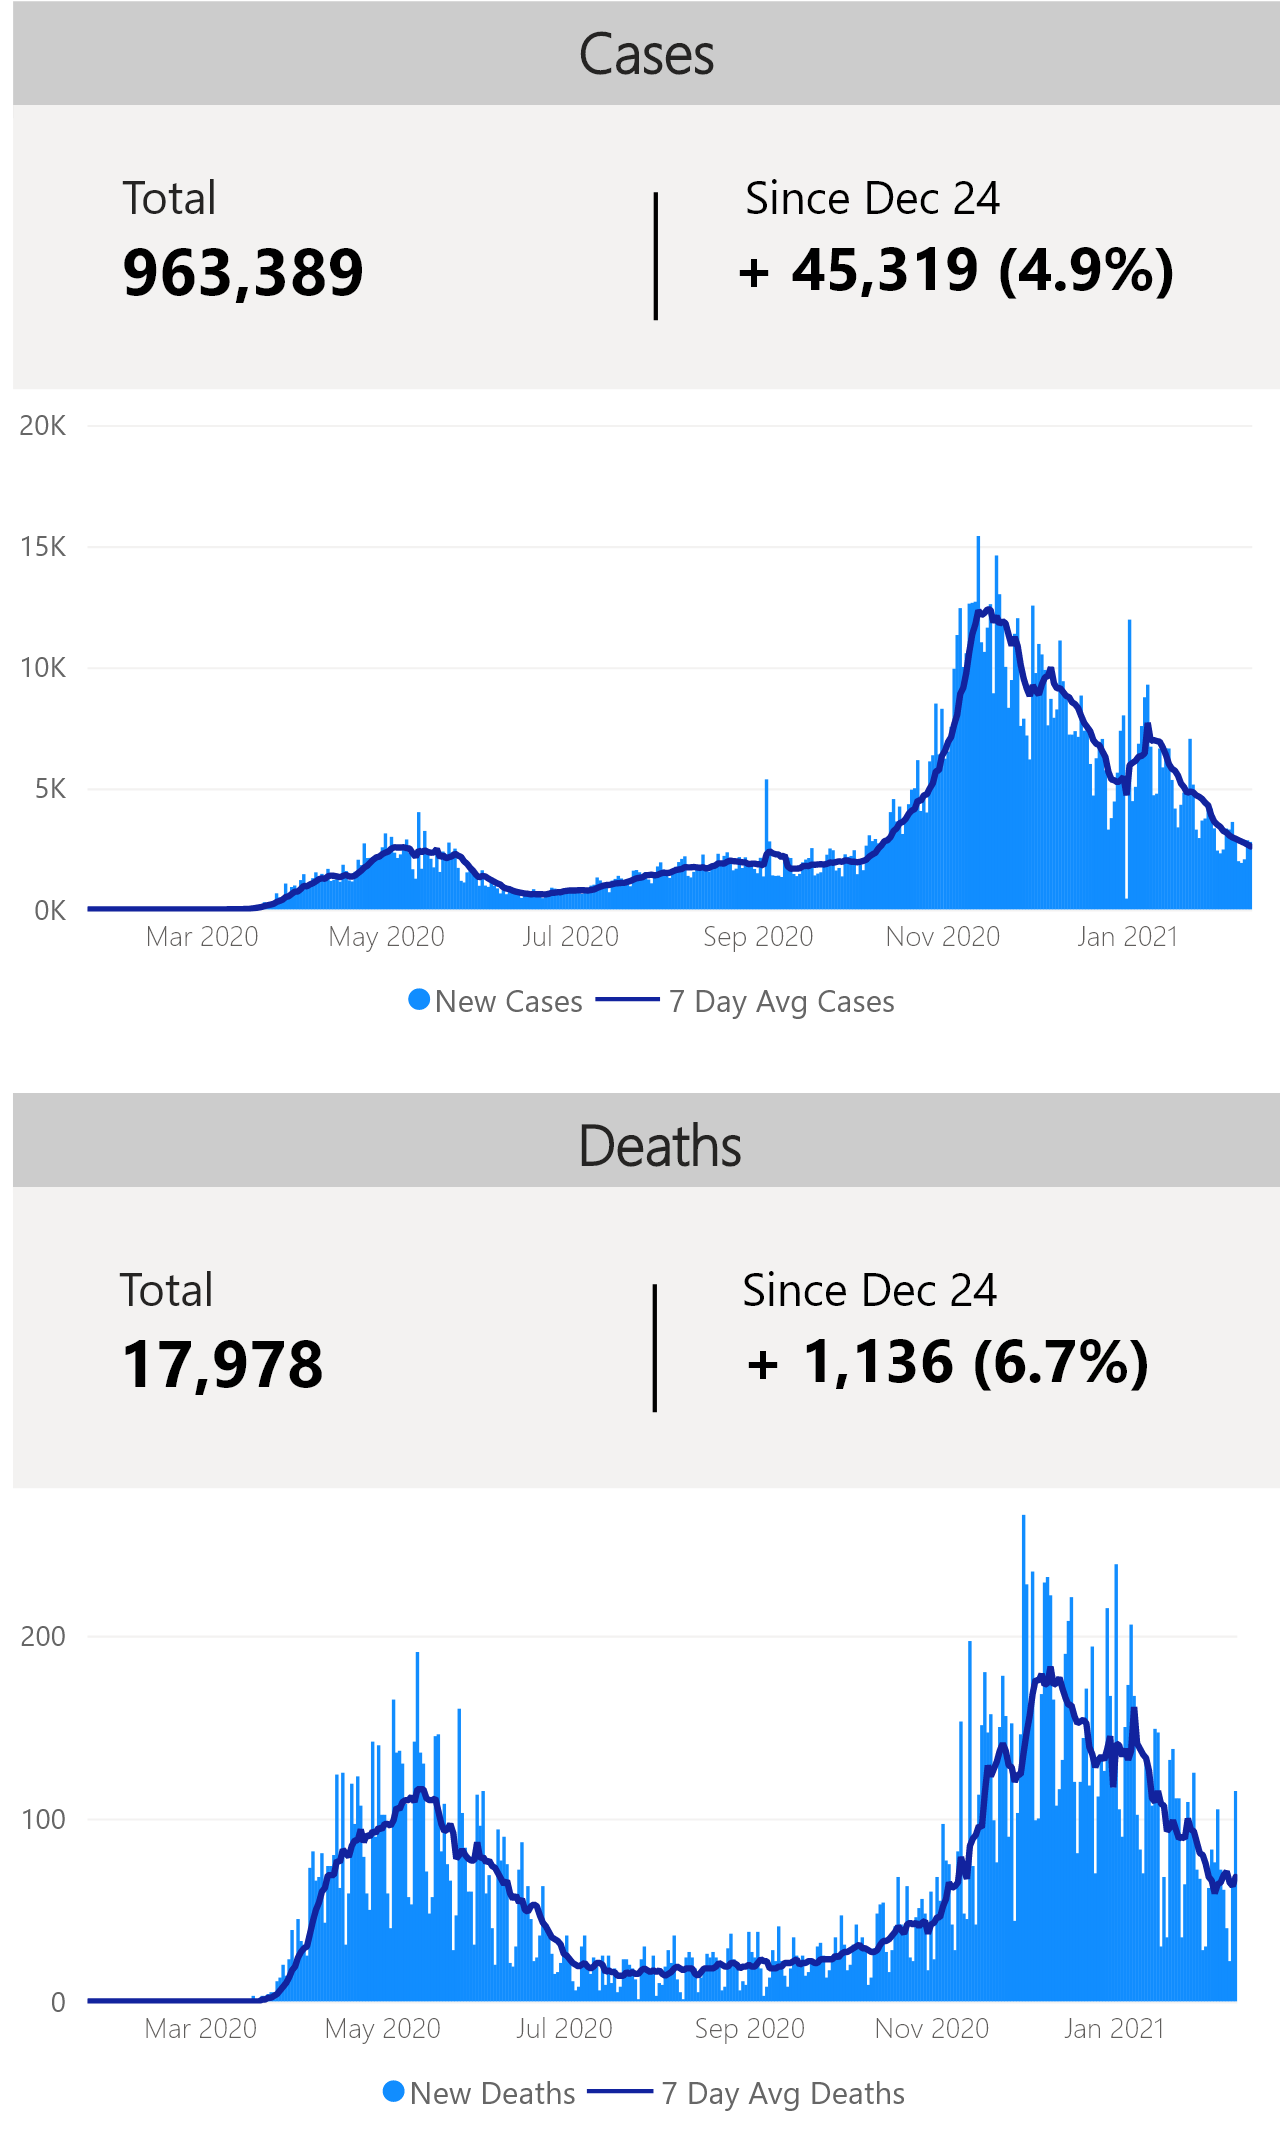 Cases
Total
Since Dec 24
963,389
+ 45,319 (4.9%)
20K
15K
10K
5K
0K
Mar 2020 May 2020 Jul 2020 Sep 2020 Nov 2020 Jan 2021
New Cases 7 Day Avg Cases
Deaths
Total
Since Dec 24
17,978
+ 1,136 (6.7%)
200
100
0
Mar 2020 May 2020 Jul 2020 Sep 2020 Nov 2020 Jan 2021
New Deaths 7 Day Avg Deaths